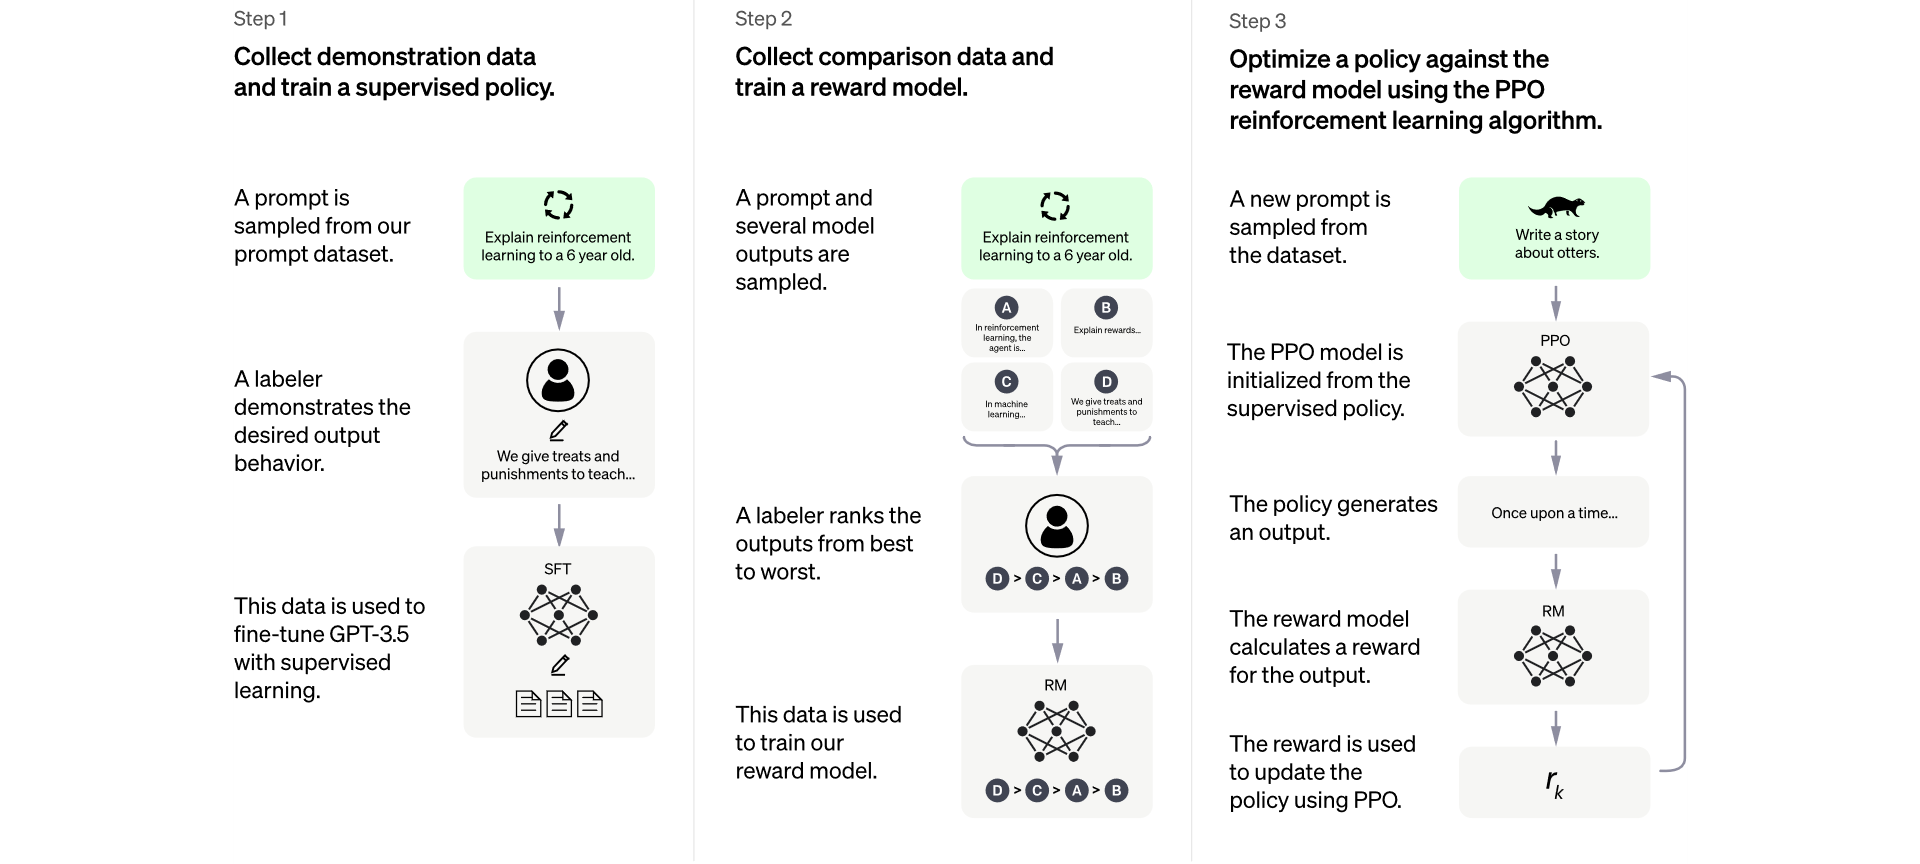 Step 1
Collect demonstration data
and train a supervised policy.
A prompt is
sampled from our
prompt dataset.
Explain reinforcement
learning to a 6 year old.
A labeler
demonstrates the
desired output
behavior.
We give treats and
punishments to teach...
This data is used to
fine-tune GPT-3.5
with supervised
learning.
SFT
Step 2
Collect comparison data and
train a reward model.
A prompt and
several model
outputs are
sampled.
Explain reinforcement
learning to a 6 year old.
A
In reinforcement
learning, the
agent is...
B
Explain rewards...
C
In machine
learning...
D
We give treats and
punishments to
teach...
A labeler ranks the
outputs from best
to worst.
D > C > A > B
This data is used
to train our
reward model.
RM
D > C > A > B
Step 3
Optimize a policy against the
reward model using the PPO
reinforcement learning algorithm.
A new prompt is
sampled from
the dataset.
Write a story
about otters.
The PPO model is
initialized from the
supervised policy.
PPO
The policy generates
an output.
Once upon a time...
The reward model
calculates a reward
for the output.
RM
The reward is used
to update the
policy using PPO.
r_k